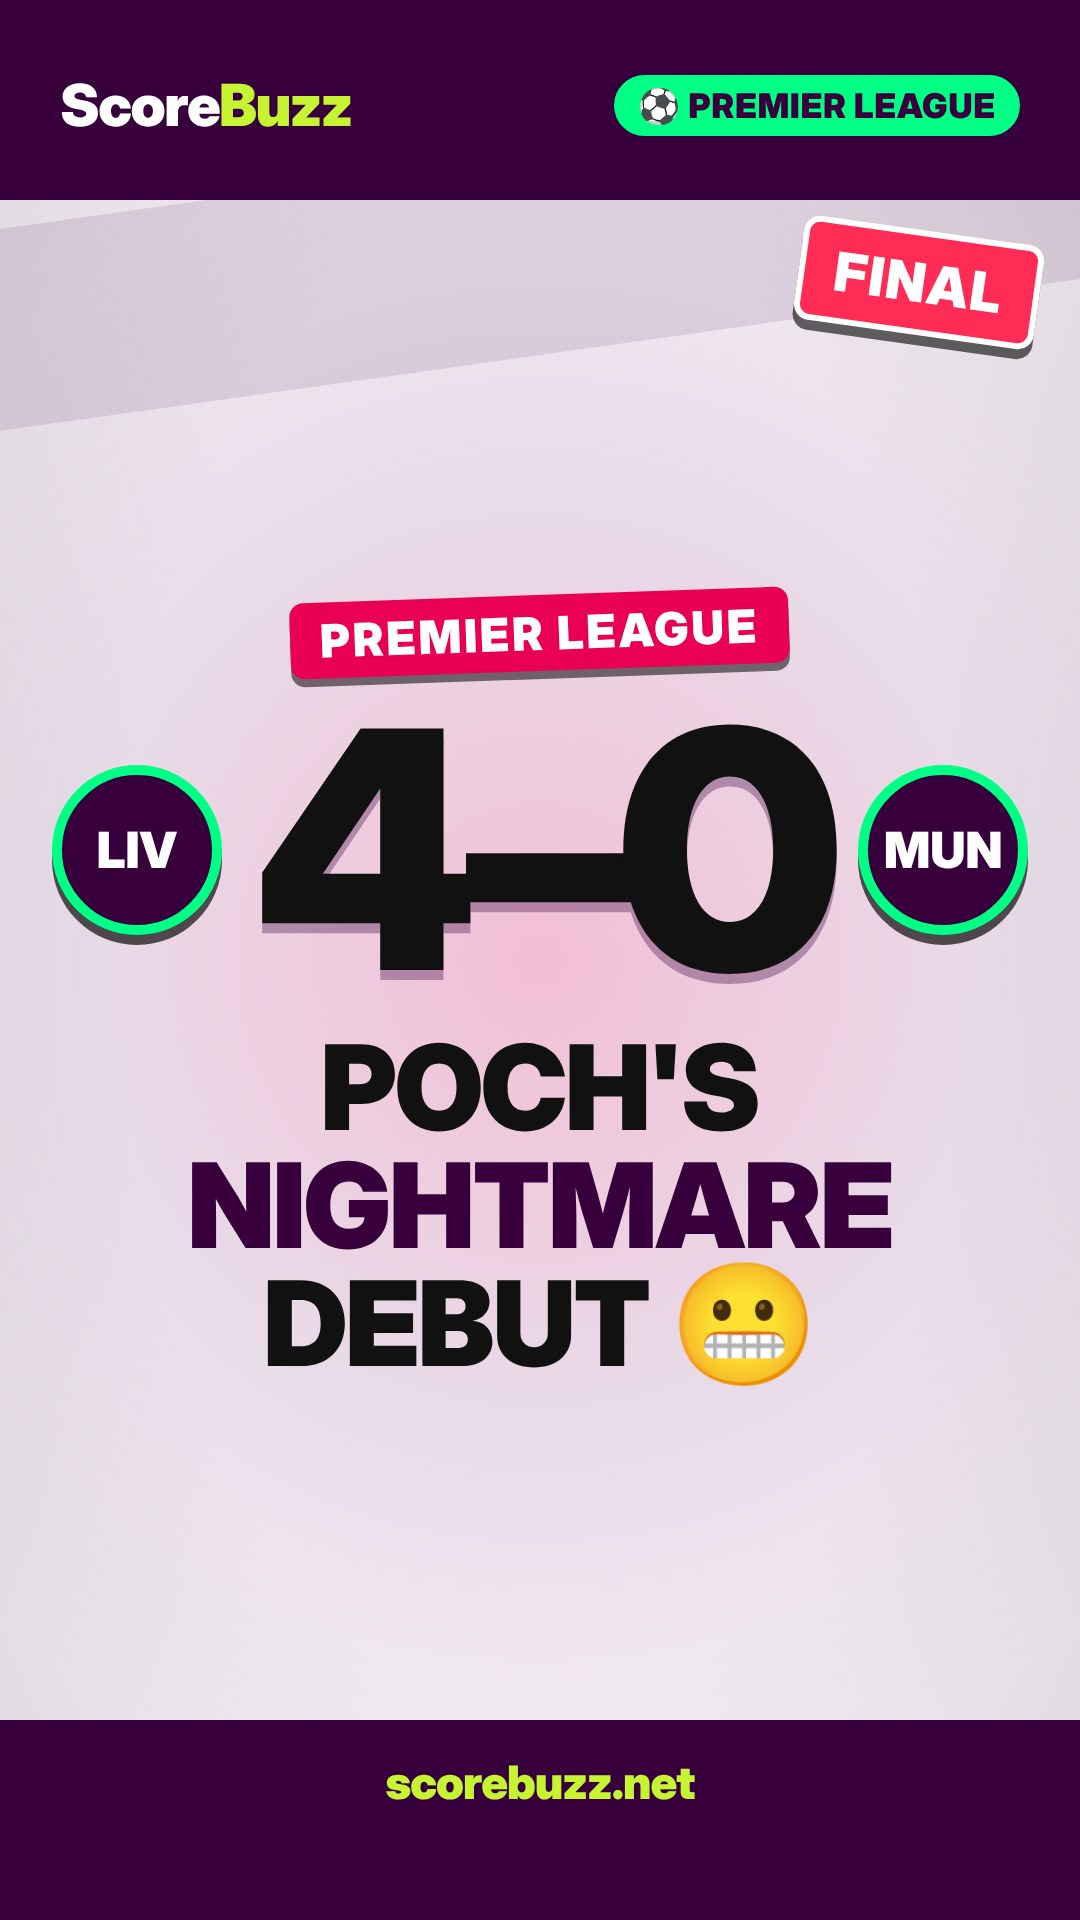 ScoreBuzz
⚽ PREMIER LEAGUE
FINAL
PREMIER LEAGUE
LIV
4–0
MUN
POCH'S
NIGHTMARE
DEBUT 😬
scorebuzz.net